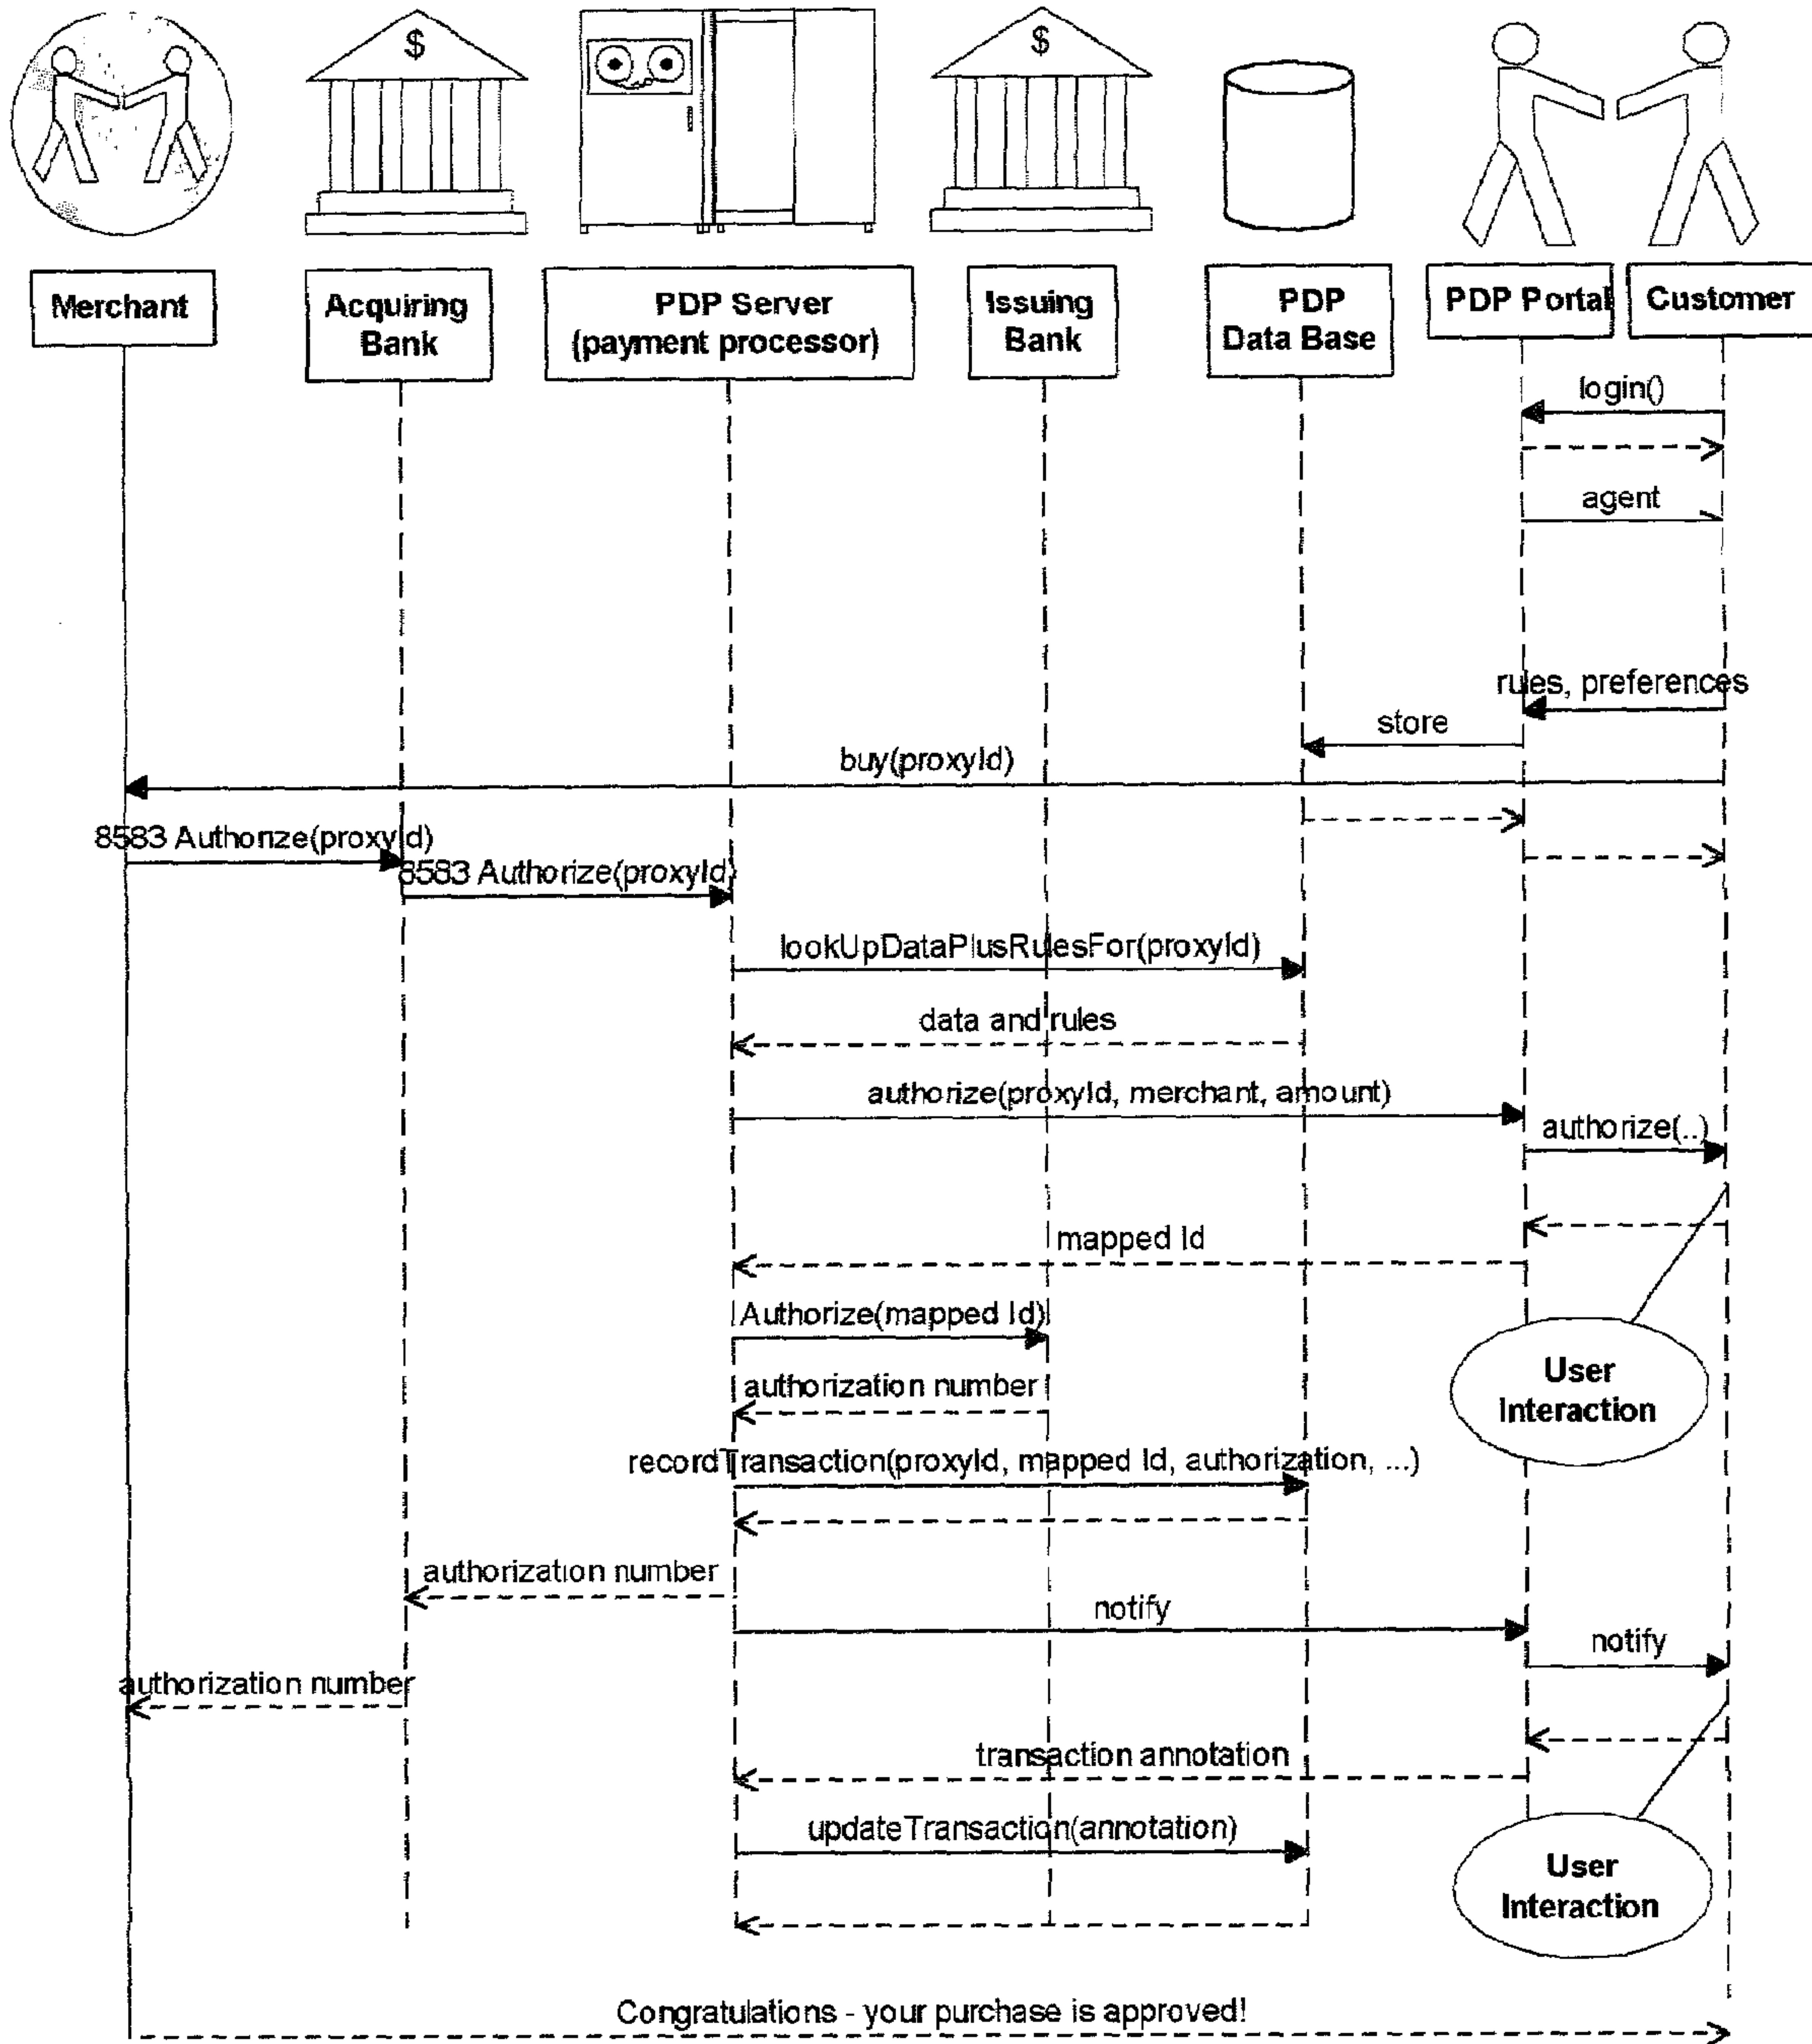 $
$
Merchant
Acquiring
Bank
PDP Server
(payment processor)
Issuing
Bank
PDP
Data Base
PDP Portal
Customer
login()
agent
rules, preferences
store
buy(proxyId)
8583 Authorize(proxyId)
8583 Authorize(proxyId)
lookUpDataPlusRulesFor(proxyId)
data and rules
authorize(proxyId, merchant, amount)
authorize(..)
mapped Id
Authorize(mapped Id)
User
Interaction
authorization number
recordTransaction(proxyId, mapped Id, authorization, ...)
authorization number
notify
notify
authorization number
transaction annotation
updateTransaction(annotation)
User
Interaction
Congratulations - your purchase is approved!